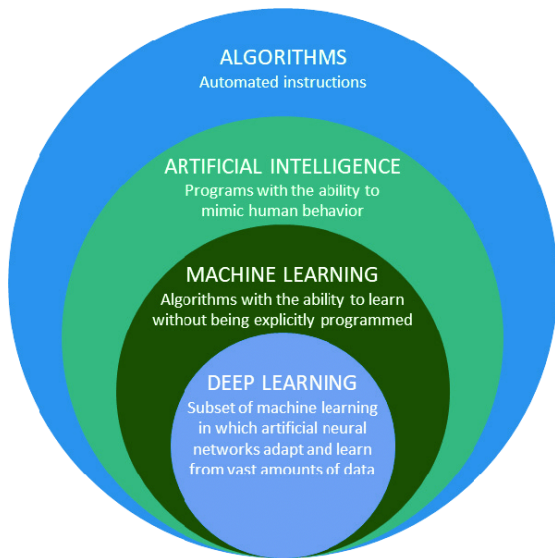 ALGORITHMS
Automated instructions
ARTIFICIAL INTELLIGENCE
Programs with the ability to
mimic human behavior
MACHINE LEARNING
Algorithms with the ability to learn
without being explicitly programmed
DEEP LEARNING
Subset of machine learning
in which artificial neural
networks adapt and learn
from vast amounts of data